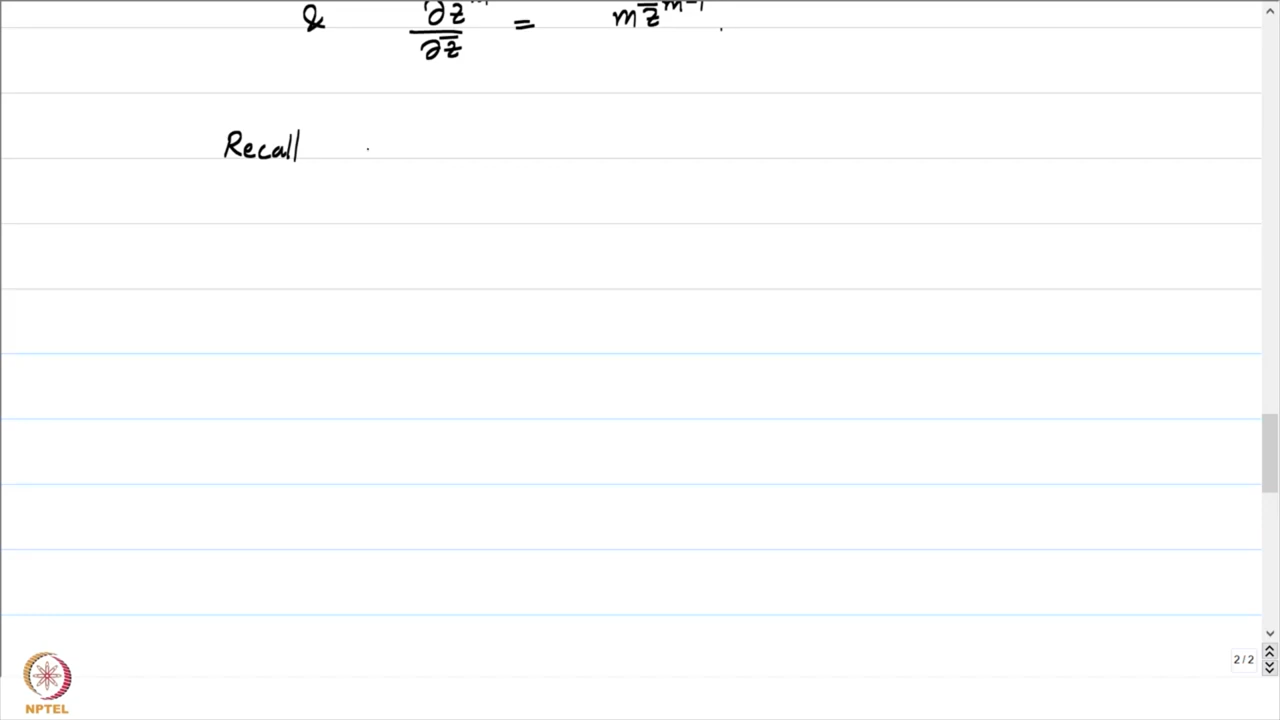 & ∂z̄^m / ∂z̄ = m z̄^{m-1} .
Recall
2 / 2
NPTEL